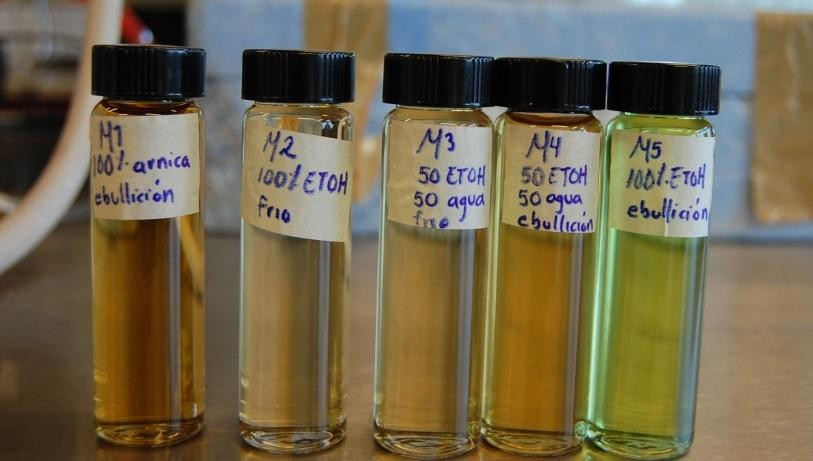 M1
100% arnica
ebullición
M2
100% ETOH
frio
M3
50 ETOH
50 agua
frio
M4
50 ETOH
50 agua
ebullición
M5
100% ETOH
ebullición